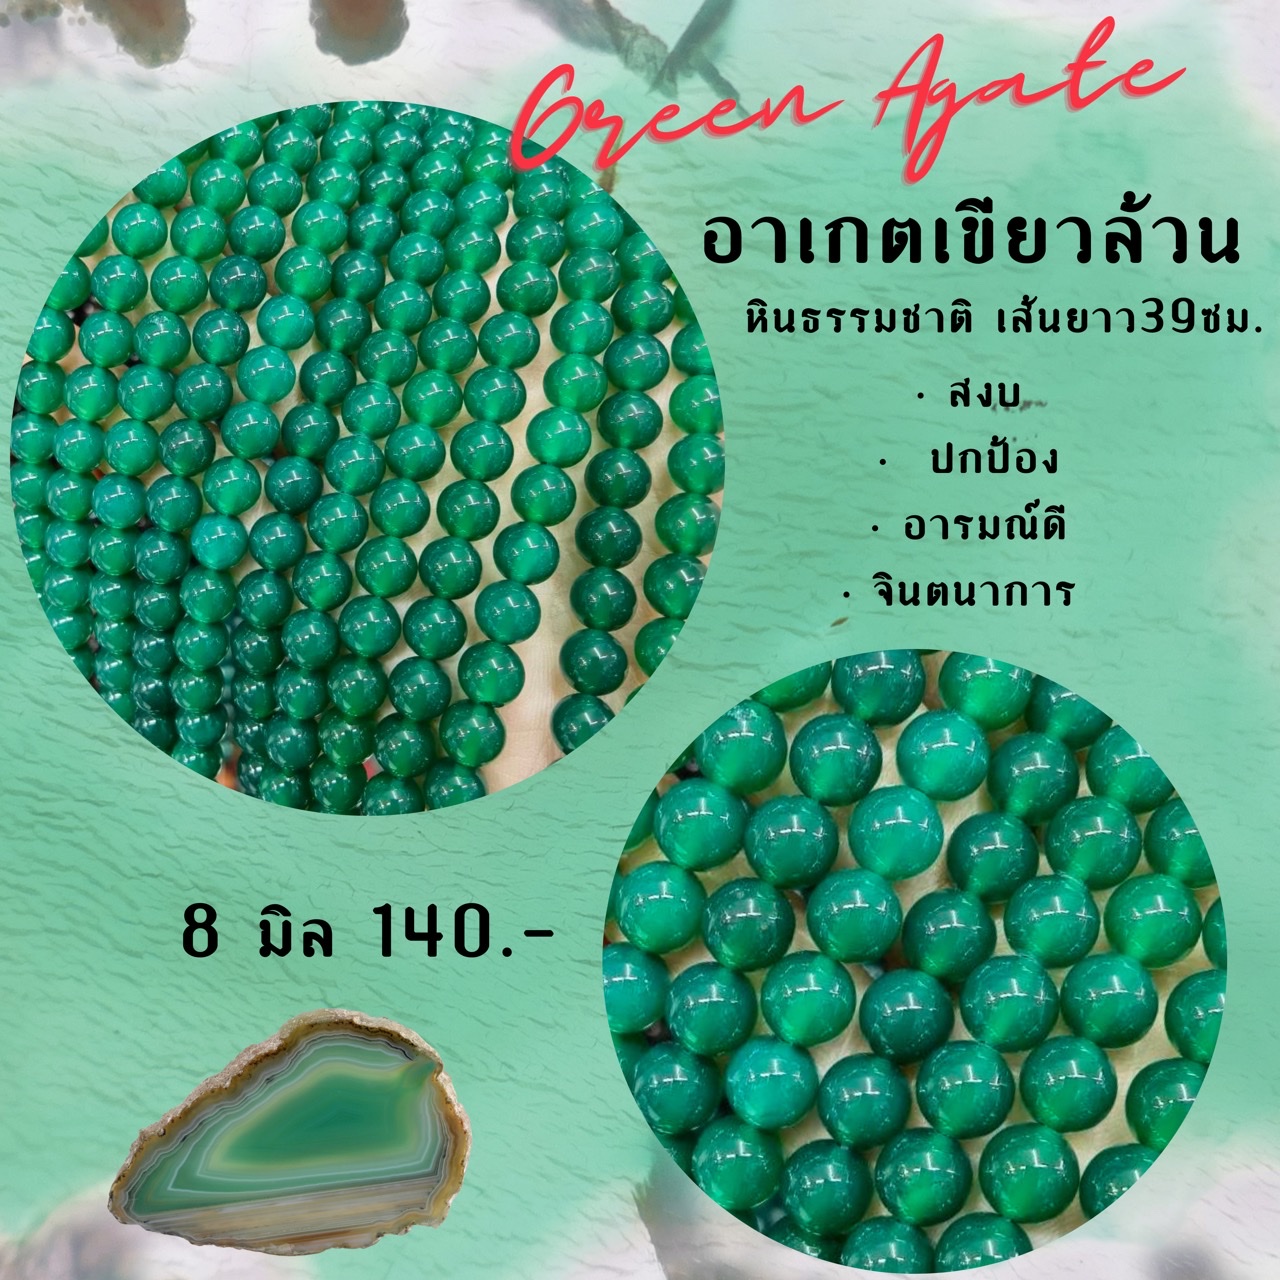 Green Agate
อาเกตเขียวล้วน
หินธรรมชาติ เส้นยาว39ซม.
· สงบ
· ปกป้อง
· อารมณ์ดี
· จินตนาการ
8 มิล 140.-